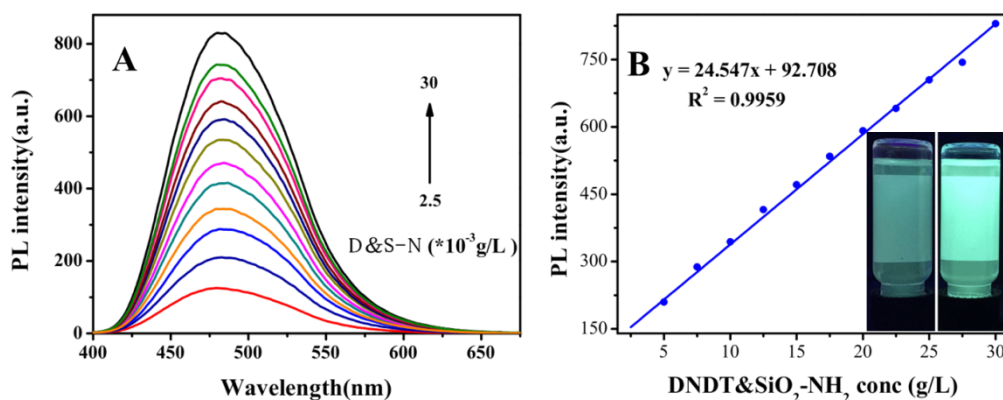 A
800
600
400
200
0
PL intensity(a.u.)
30
2.5
D&S-N (*10⁻³g/L)
400 450 500 550 600 650
Wavelength(nm)
B
y = 24.547x + 92.708
R² = 0.9959
750
600
450
300
150
PL intensity(a.u.)
5 10 15 20 25 30
DNDT&SiO₂-NH₂ conc (g/L)